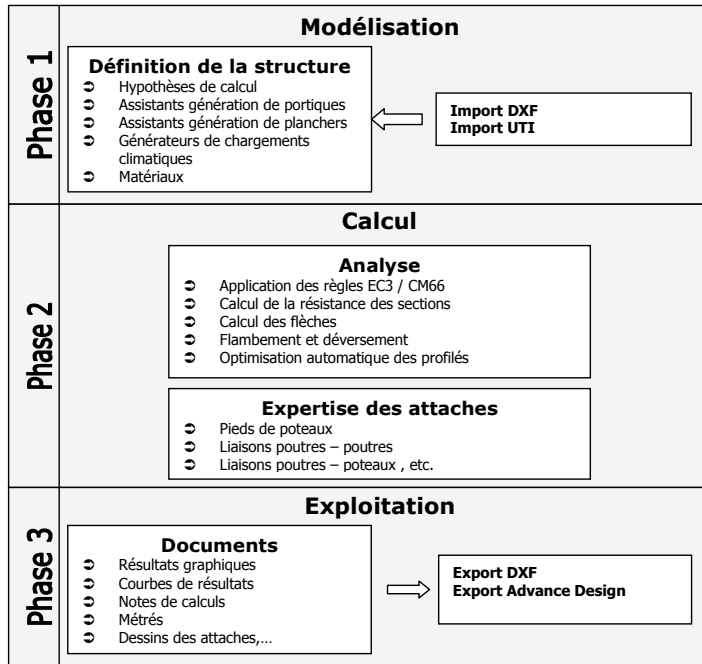 Phase 1
Modélisation
Définition de la structure
➲ Hypothèses de calcul
➲ Assistants génération de portiques
➲ Assistants génération de planchers
➲ Générateurs de chargements
climatiques
➲ Matériaux
Import DXF
Import UTI
Phase 2
Calcul
Analyse
➲ Application des règles EC3 / CM66
➲ Calcul de la résistance des sections
➲ Calcul des flèches
➲ Flambement et déversement
➲ Optimisation automatique des profilés
Expertise des attaches
➲ Pieds de poteaux
➲ Liaisons poutres – poutres
➲ Liaisons poutres – poteaux , etc.
Phase 3
Exploitation
Documents
➲ Résultats graphiques
➲ Courbes de résultats
➲ Notes de calculs
➲ Métrés
➲ Dessins des attaches,...
Export DXF
Export Advance Design